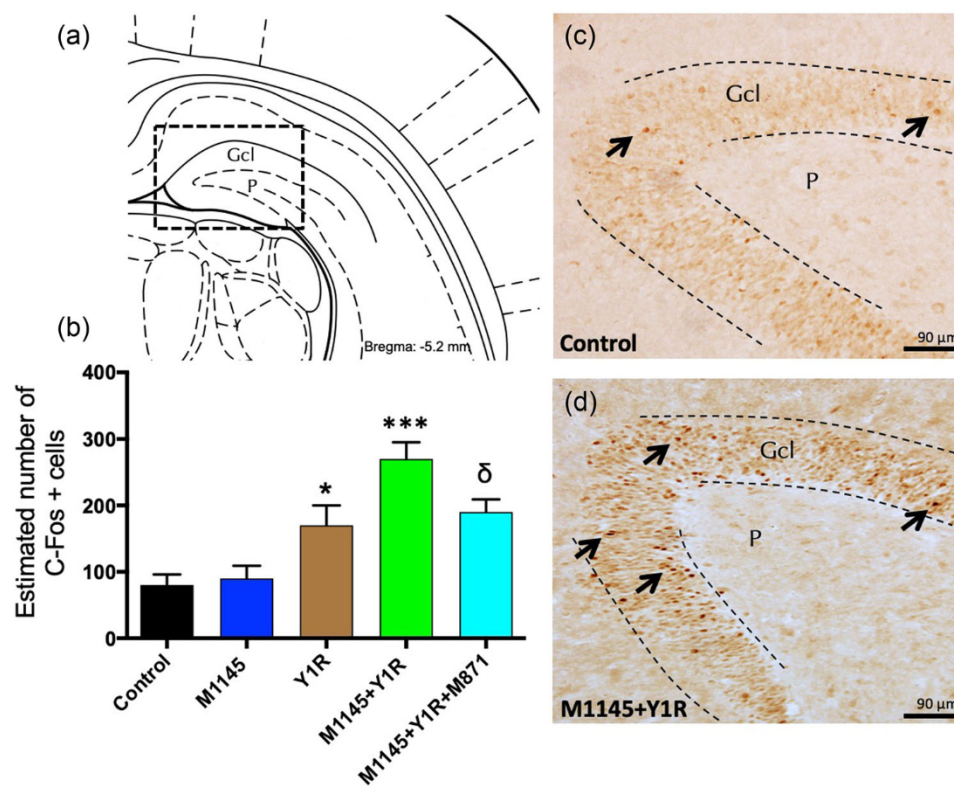 (a)
Gcl
P
Bregma: -5.2 mm
(b)
Estimated number of
C-Fos + cells
400
300
200
100
0
*
***
δ
Control
M1145
Y1R
M1145+Y1R
M1145+Y1R+M871
(c)
Gcl
P
Control
90 μm
(d)
Gcl
P
M1145+Y1R
90 μm